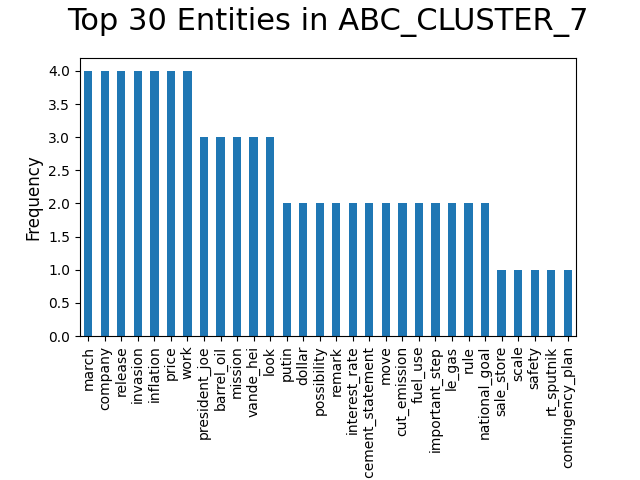 Top 30 Entities in ABC_CLUSTER_7
Frequency
4.0
3.5
3.0
2.5
2.0
1.5
1.0
0.5
0.0
march
company
release
invasion
inflation
price
work
president_joe
barrel_oil
mission
vande_hei
look
putin
dollar
possibility
remark
interest_rate
cement_statement
move
cut_emission
fuel_use
important_step
le_gas
rule
national_goal
sale_store
scale
safety
rt_sputnik
contingency_plan